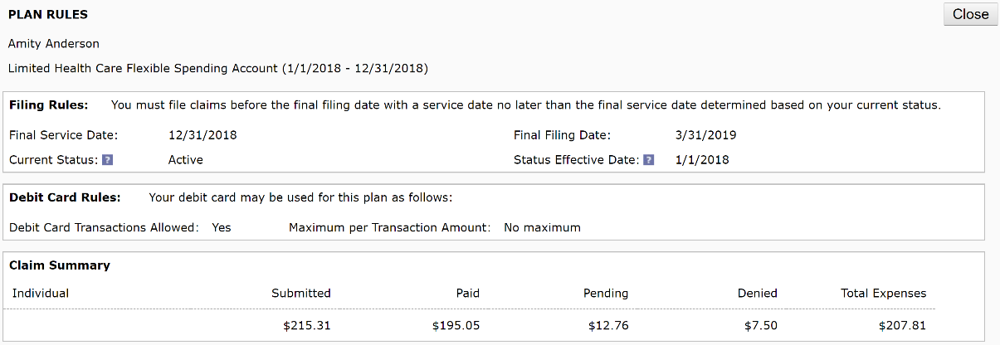 PLAN RULES
Close
Amity Anderson
Limited Health Care Flexible Spending Account (1/1/2018 - 12/31/2018)
Filing Rules: You must file claims before the final filing date with a service date no later than the final service date determined based on your current status.
Final Service Date: 12/31/2018 Final Filing Date: 3/31/2019
Current Status: ? Active Status Effective Date: ? 1/1/2018
Debit Card Rules: Your debit card may be used for this plan as follows:
Debit Card Transactions Allowed: Yes Maximum per Transaction Amount: No maximum
Claim Summary
Individual Submitted Paid Pending Denied Total Expenses
$215.31 $195.05 $12.76 $7.50 $207.81